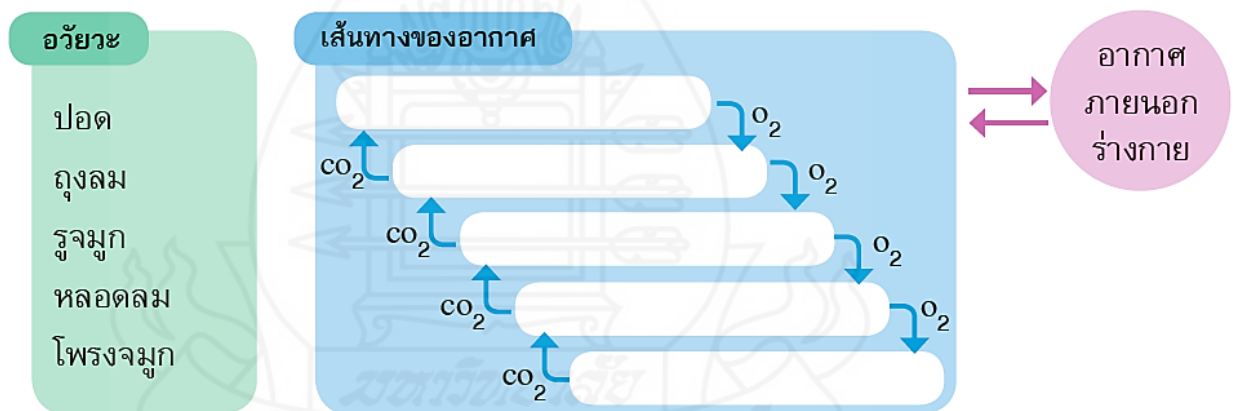 อวัยวะ
ปอด
ถุงลม
รูจมูก
หลอดลม
โพรงจมูก
เส้นทางของอากาศ
O2
CO2
O2
CO2
O2
CO2
O2
CO2
อากาศ
ภายนอก
ร่างกาย